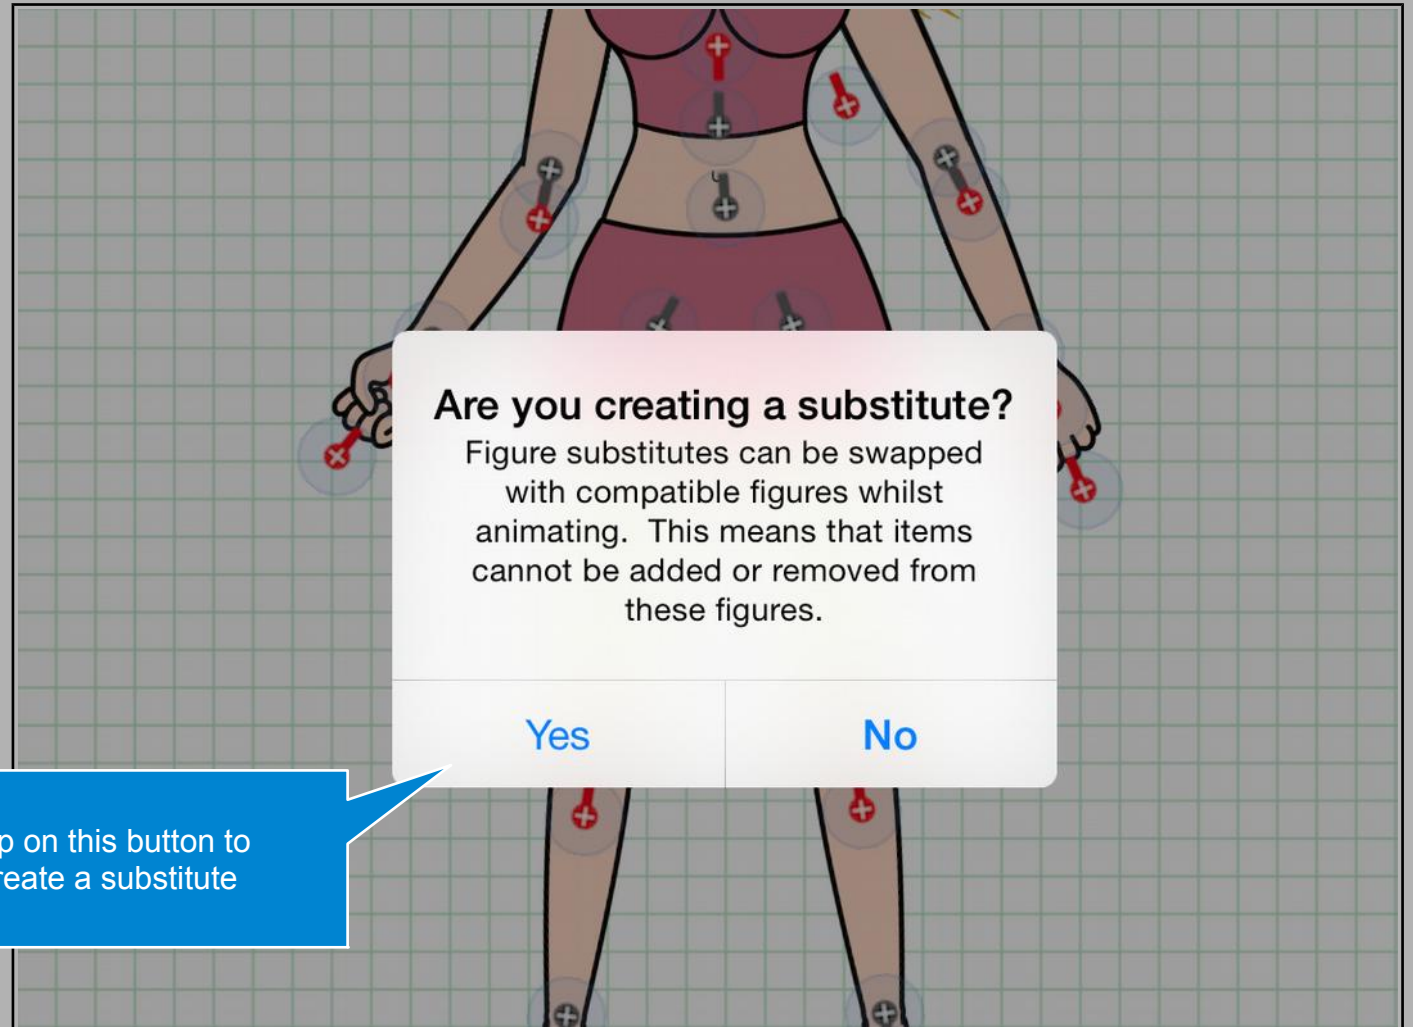 Are you creating a substitute?
Figure substitutes can be swapped
with compatible figures whilst
animating.  This means that items
cannot be added or removed from
these figures.
Yes
No
on this button to
a substitute